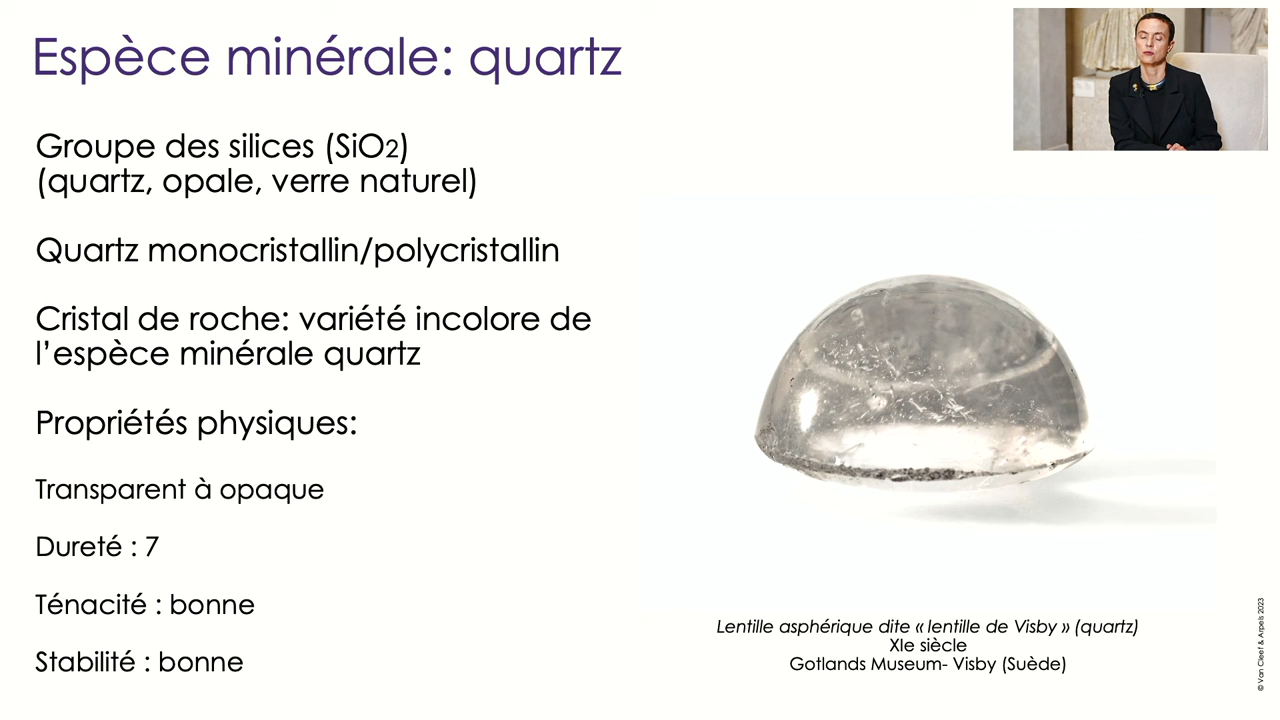 Espèce minérale: quartz
Groupe des silices (SiO2)
(quartz, opale, verre naturel)
Quartz monocristallin/polycristallin
Cristal de roche: variété incolore de
l’espèce minérale quartz
Propriétés physiques:
Transparent à opaque
Dureté : 7
Ténacité : bonne
Stabilité : bonne
Lentille asphérique dite « lentille de Visby » (quartz)
XIe siècle
Gotlands Museum- Visby (Suède)
© Van Cleef & Arpels 2023